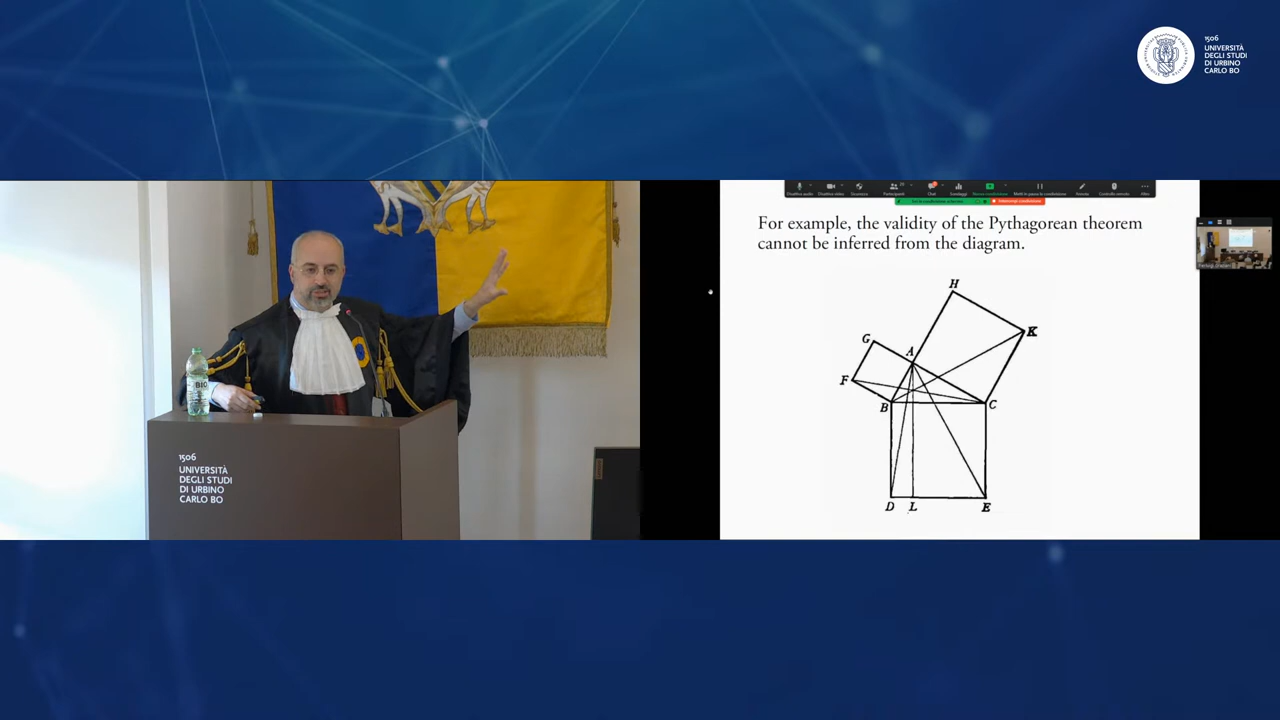 1506
UNIVERSITÀ
DEGLI STUDI
DI URBINO
CARLO BO
BIO
1506
UNIVERSITÀ
DEGLI STUDI
DI URBINO
CARLO BO
For example, the validity of the Pythagorean theorem
cannot be inferred from the diagram.
H
K
G
A
F
B
C
D
L
E